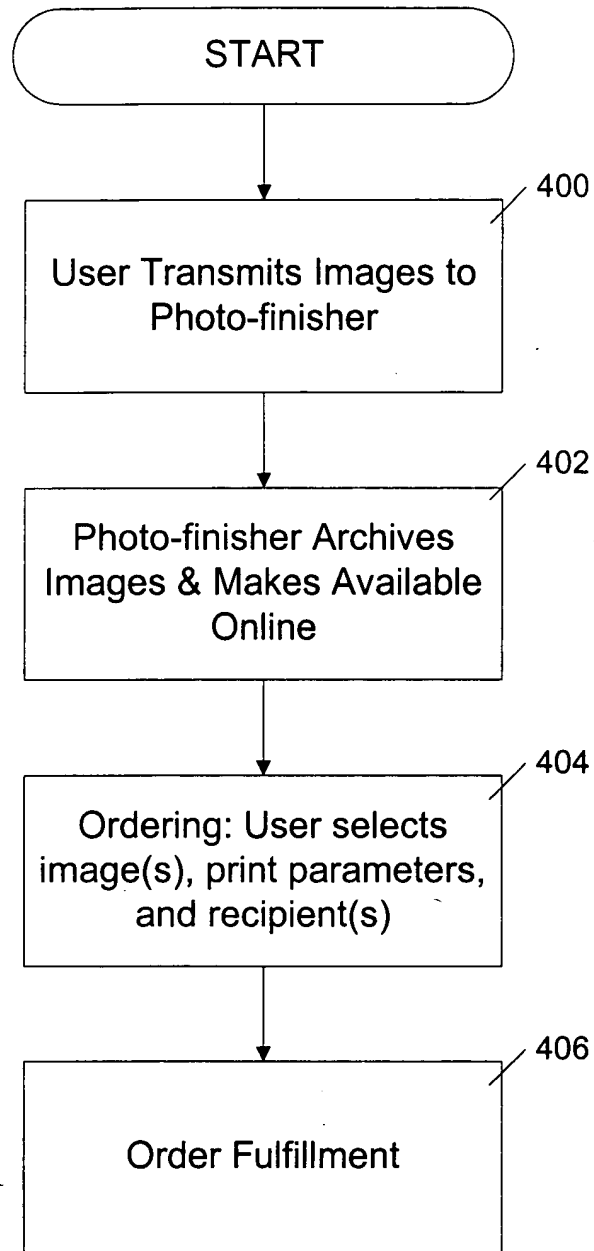 START
400
User Transmits Images to
Photo-finisher
402
Photo-finisher Archives
Images & Makes Available
Online
404
Ordering: User selects
image(s), print parameters,
and recipient(s)
406
Order Fulfillment